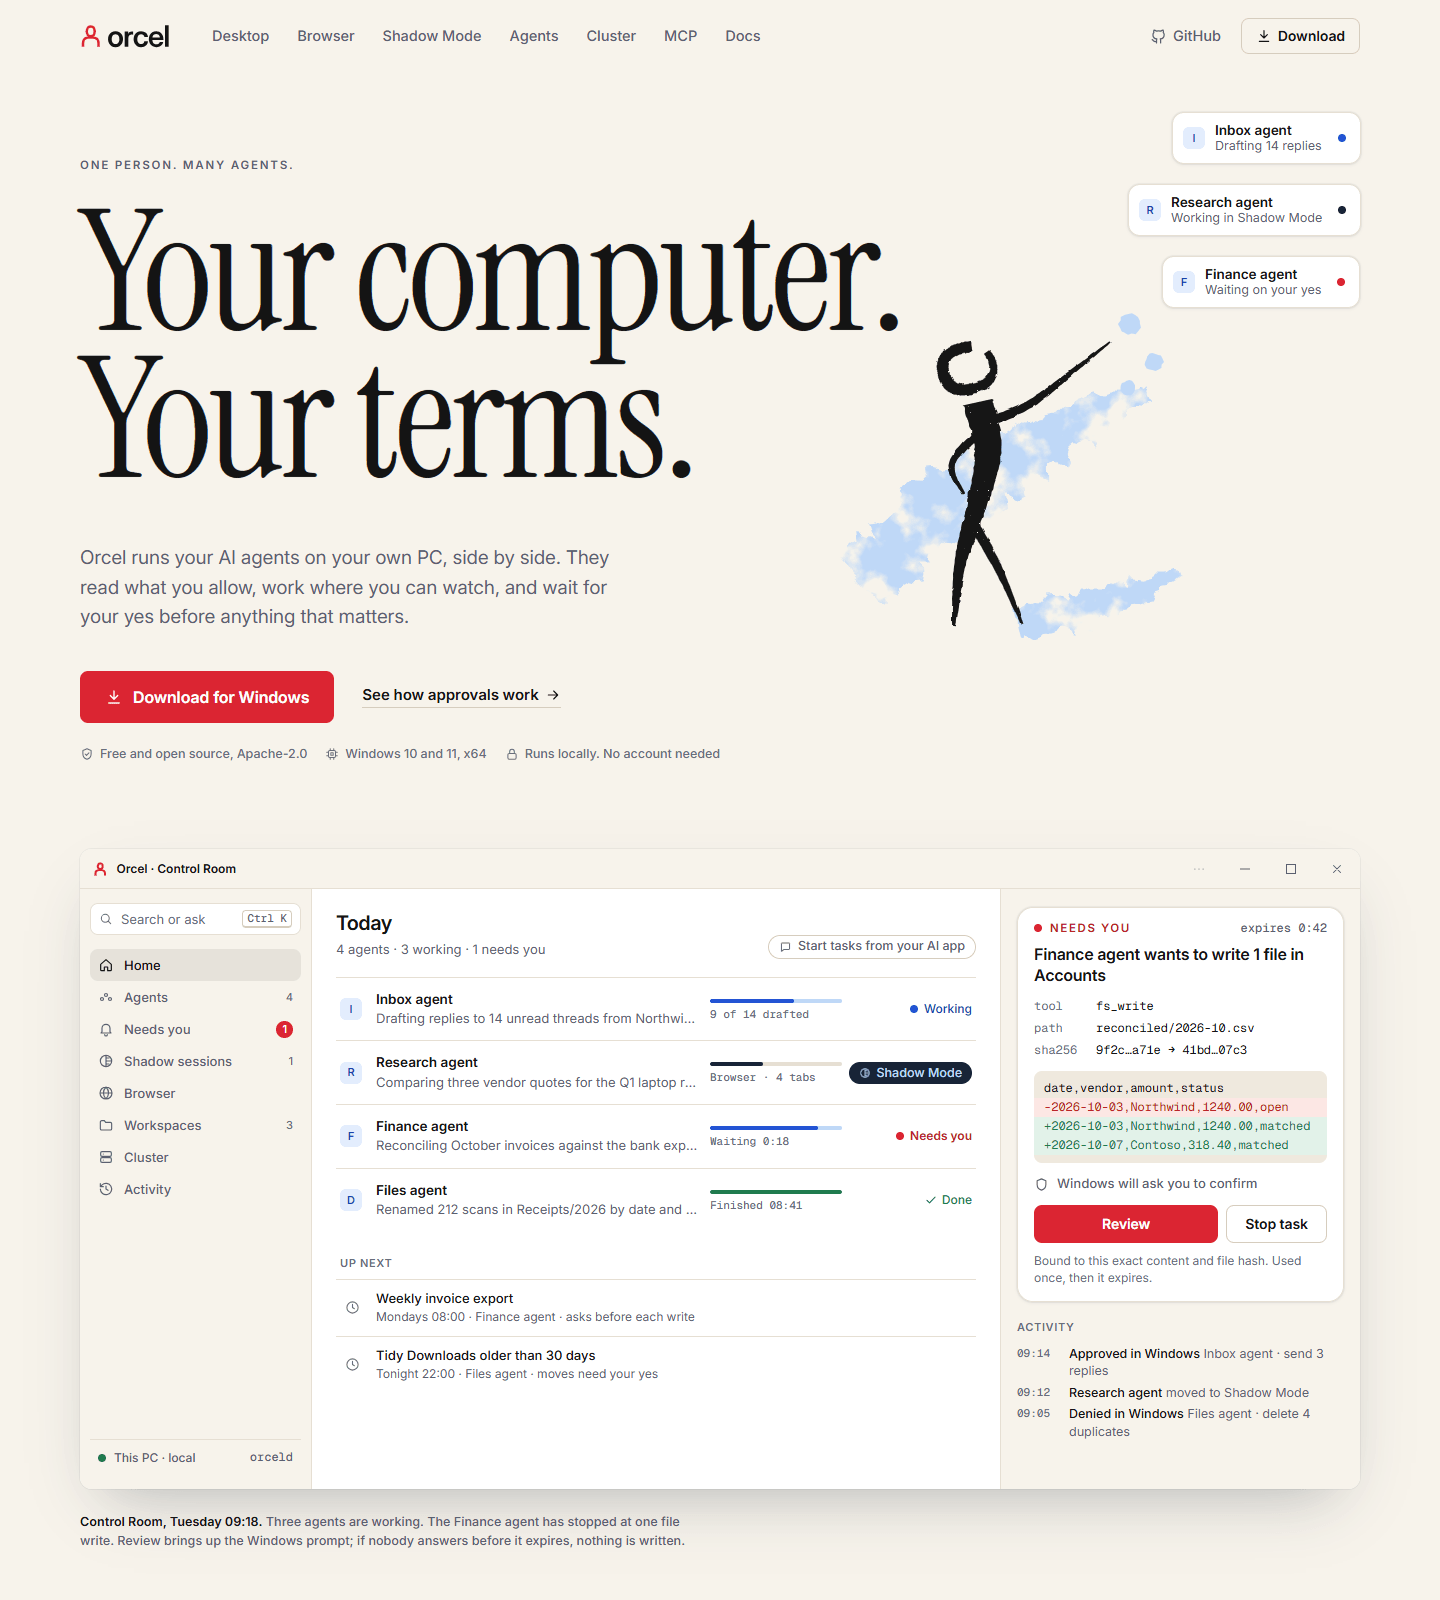 orcel
Desktop
Browser
Shadow Mode
Agents
Cluster
MCP
Docs
GitHub
Download
I
Inbox agent
Drafting 14 replies
R
Research agent
Working in Shadow Mode
F
Finance agent
Waiting on your yes
ONE PERSON. MANY AGENTS.
Your computer.
Your terms.
Orcel runs your AI agents on your own PC, side by side. They
read what you allow, work where you can watch, and wait for
your yes before anything that matters.
Download for Windows
See how approvals work →
Free and open source, Apache-2.0
Windows 10 and 11, x64
Runs locally. No account needed
Orcel · Control Room
Search or ask
Ctrl K
Home
Agents
4
Needs you
1
Shadow sessions
1
Browser
Workspaces
3
Cluster
Activity
This PC · local
orceld
Today
4 agents · 3 working · 1 needs you
Start tasks from your AI app
I
Inbox agent
Drafting replies to 14 unread threads from Northwi...
9 of 14 drafted
Working
R
Research agent
Comparing three vendor quotes for the Q1 laptop r...
Browser · 4 tabs
Shadow Mode
F
Finance agent
Reconciling October invoices against the bank exp...
Waiting 0:18
Needs you
D
Files agent
Renamed 212 scans in Receipts/2026 by date and ...
Finished 08:41
Done
UP NEXT
Weekly invoice export
Mondays 08:00 · Finance agent · asks before each write
Tidy Downloads older than 30 days
Tonight 22:00 · Files agent · moves need your yes
NEEDS YOU
expires 0:42
Finance agent wants to write 1 file in
Accounts
tool fs_write
path reconciled/2026-10.csv
sha256 9f2c…a71e → 41bd…07c3
date,vendor,amount,status
-2026-10-03,Northwind,1240.00,open
+2026-10-03,Northwind,1240.00,matched
+2026-10-07,Contoso,318.40,matched
Windows will ask you to confirm
Review
Stop task
Bound to this exact content and file hash. Used
once, then it expires.
ACTIVITY
09:14 Approved in Windows Inbox agent · send 3
replies
09:12 Research agent moved to Shadow Mode
09:05 Denied in Windows Files agent · delete 4
duplicates
Control Room, Tuesday 09:18. Three agents are working. The Finance agent has stopped at one file
write. Review brings up the Windows prompt; if nobody answers before it expires, nothing is written.